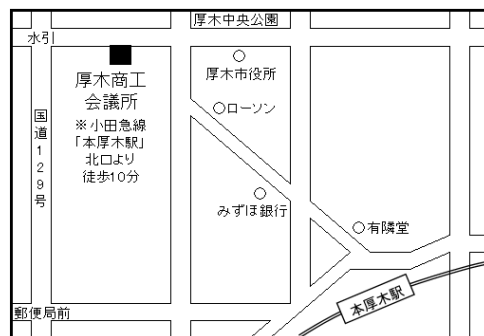 厚木中央公園
水引
厚木商工
会議所
※小田急線
「本厚木駅」
北口より
徒歩10分
国道129号
厚木市役所
ローソン
みずほ銀行
有隣堂
本厚木駅
郵便局前